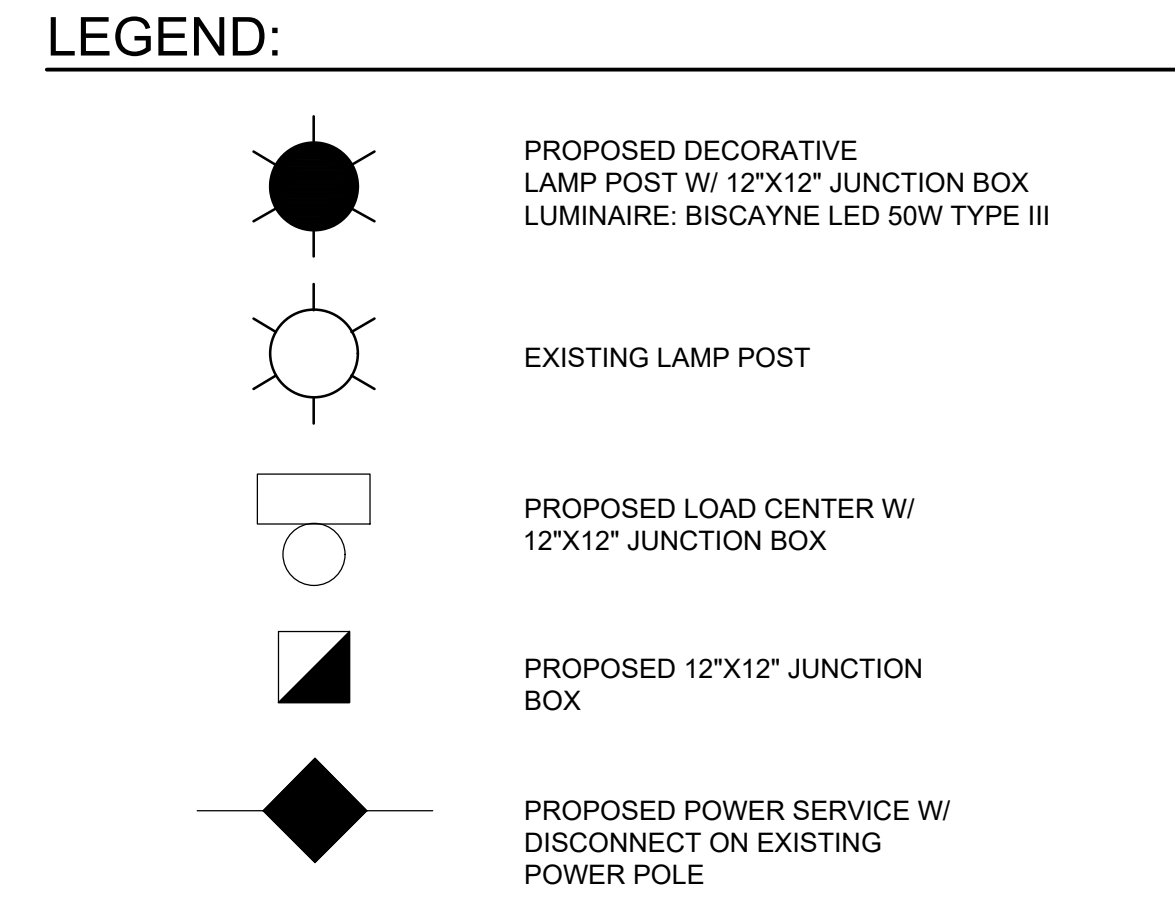 LEGEND:
PROPOSED DECORATIVE
LAMP POST W/ 12"X12" JUNCTION BOX
LUMINAIRE: BISCAYNE LED 50W TYPE III
EXISTING LAMP POST
PROPOSED LOAD CENTER W/
12"X12" JUNCTION BOX
PROPOSED 12"X12" JUNCTION
BOX
PROPOSED POWER SERVICE W/
DISCONNECT ON EXISTING
POWER POLE